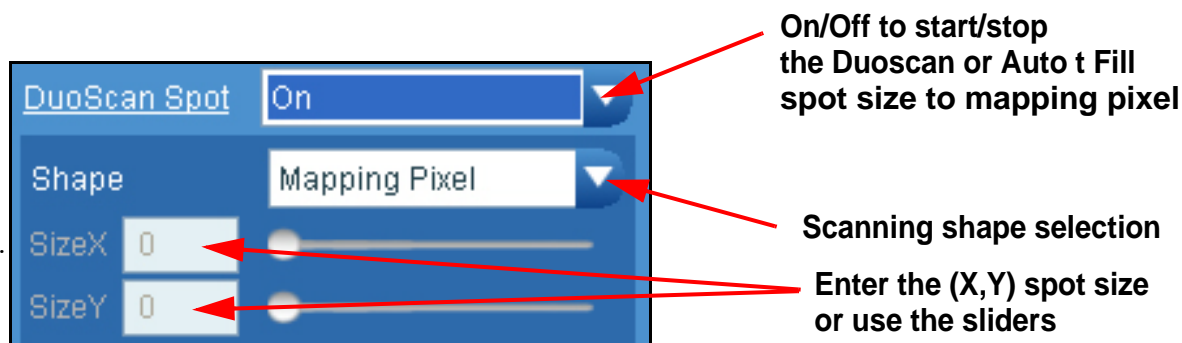 On/Off to start/stop
the Duoscan or Auto t Fill
spot size to mapping pixel
DuoScan Spot On
Shape Mapping Pixel
Scanning shape selection
. SizeX 0
Enter the (X,Y) spot size
or use the sliders
SizeY 0